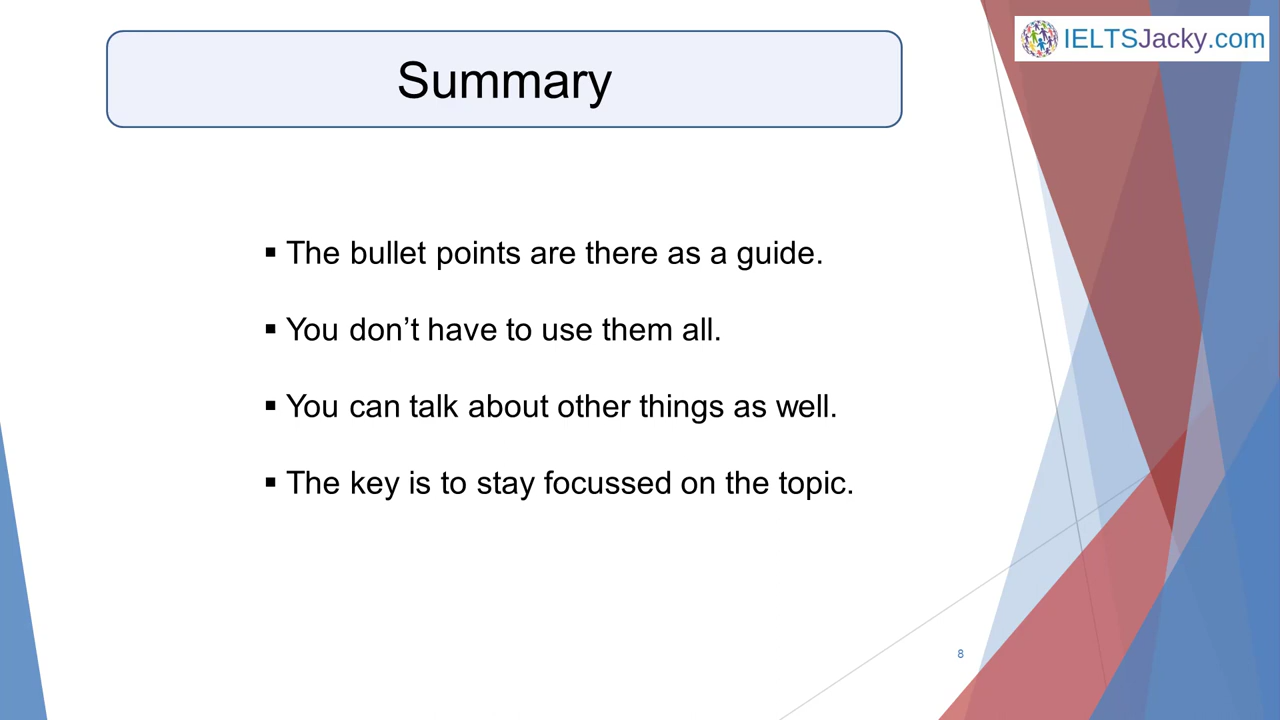 IELTSJacky.com
Summary
▪ The bullet points are there as a guide.
▪ You don’t have to use them all.
▪ You can talk about other things as well.
▪ The key is to stay focussed on the topic.
8